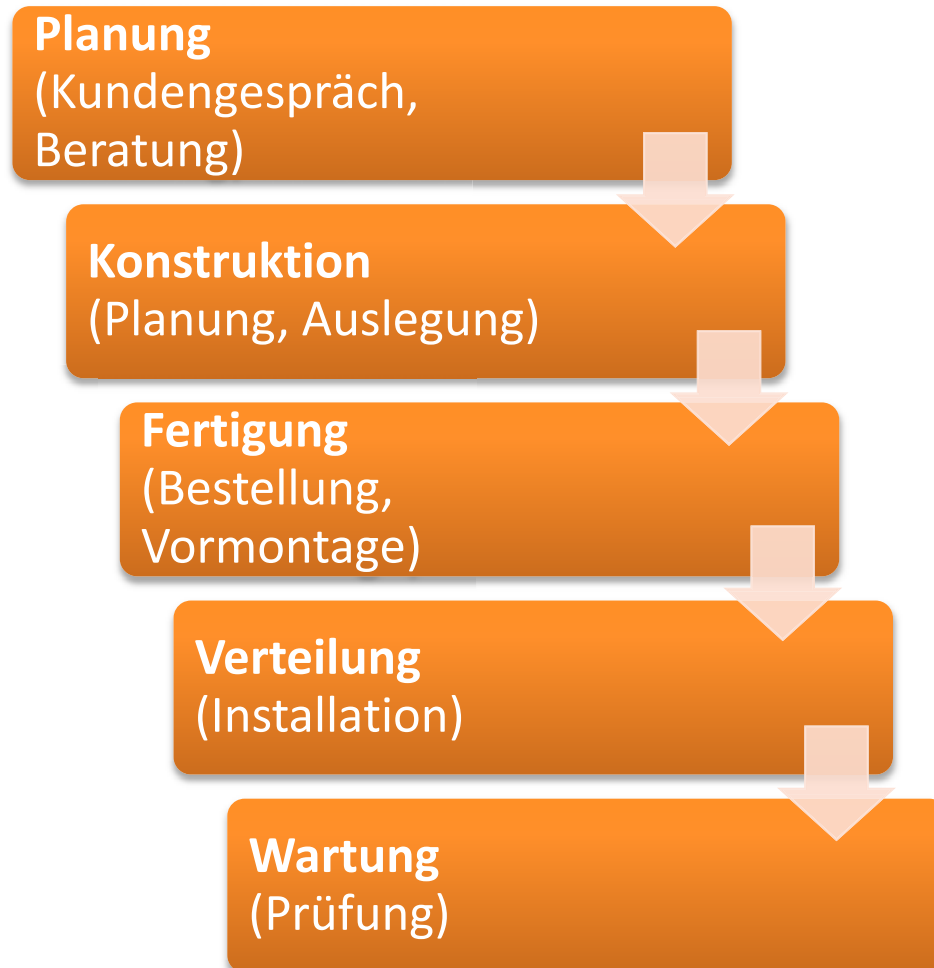 Planung
(Kundengespräch,
Beratung)
Konstruktion
(Planung, Auslegung)
Fertigung
(Bestellung,
Vormontage)
Verteilung
(Installation)
Wartung
(Prüfung)